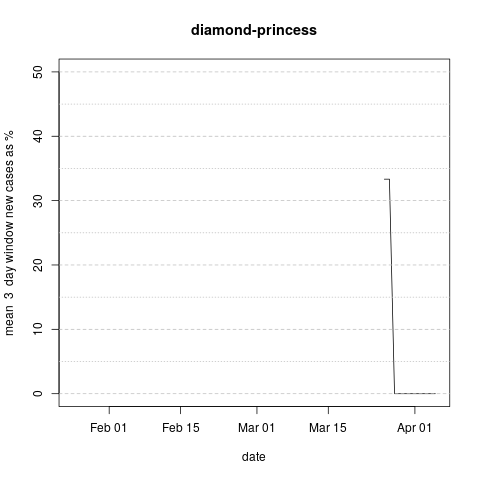 diamond-princess
mean 3 day window new cases as %
50
40
30
20
10
0
Feb 01 Feb 15 Mar 01 Mar 15 Apr 01
date